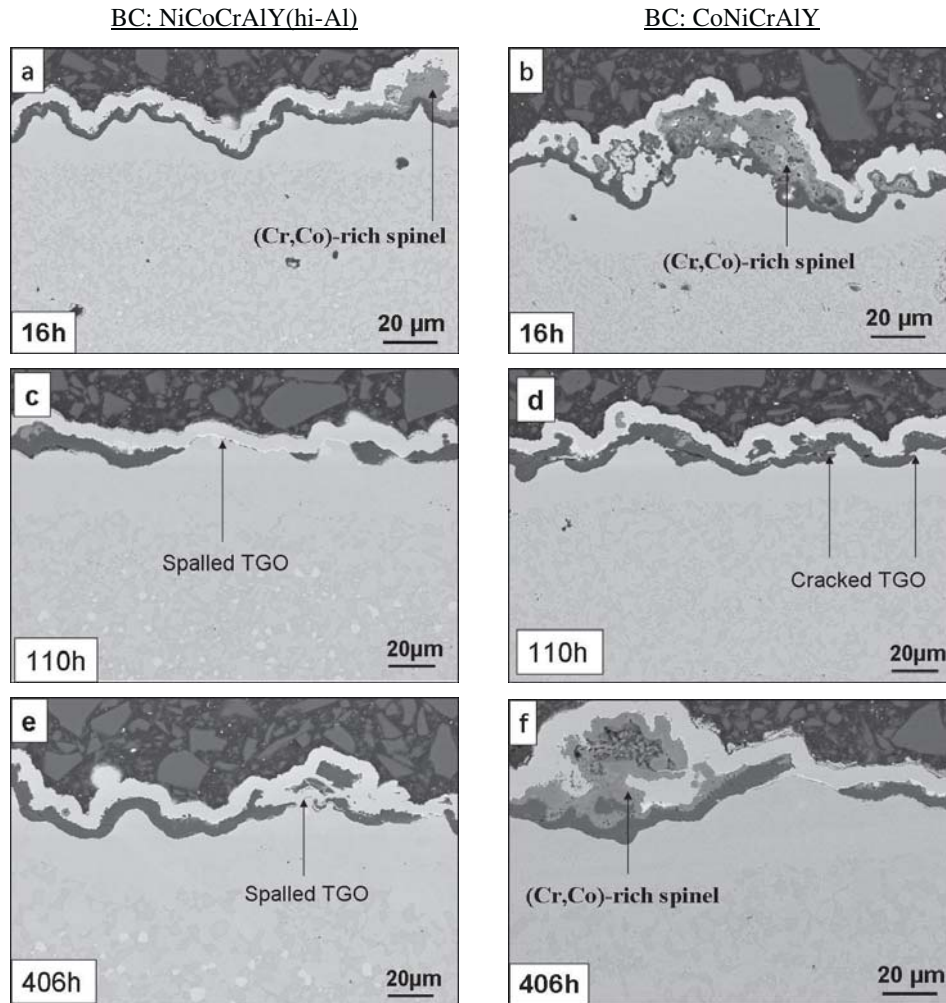 BC: NiCoCrAlY(hi-Al)
BC: CoNiCrAlY
a
(Cr,Co)-rich spinel
16h
20 µm
b
(Cr,Co)-rich spinel
16h
20 µm
c
Spalled TGO
110h
20µm
d
Cracked TGO
110h
20µm
e
Spalled TGO
406h
20µm
f
(Cr,Co)-rich spinel
406h
20 µm